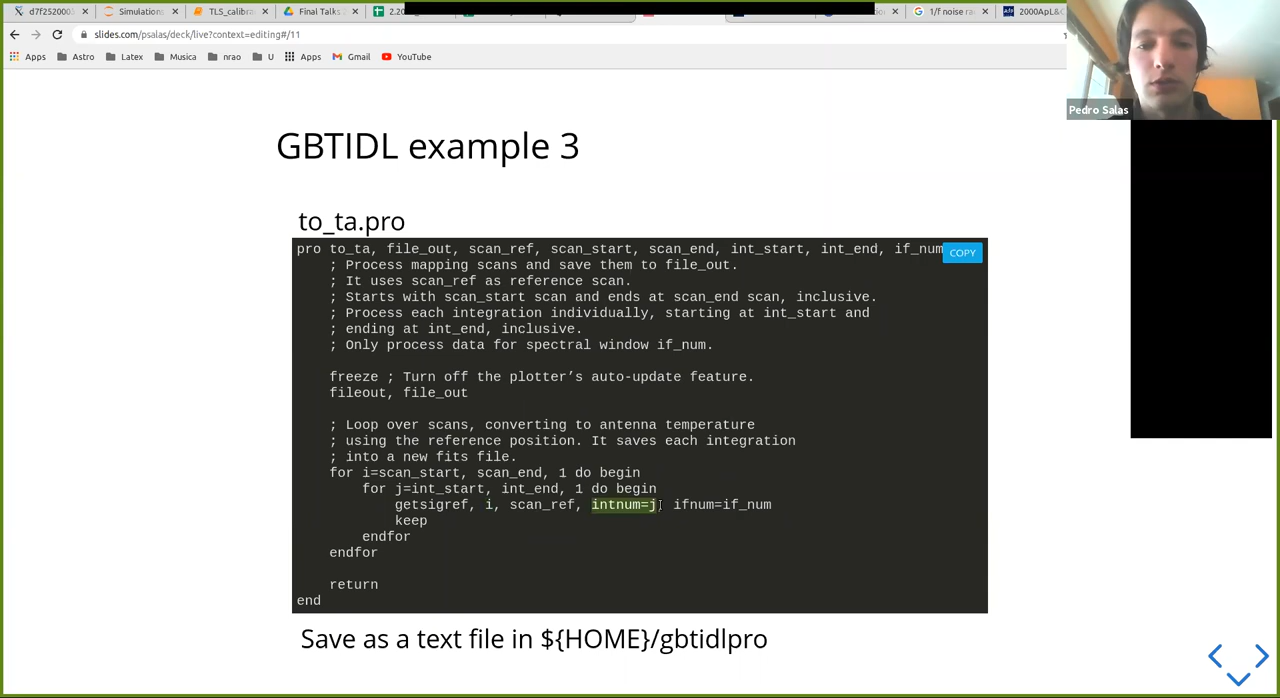 d7f252000
Simulations
TLS_calibra
Final Talks 2
2.20
1/f noise ra
2000ApL&C
slides.com/psalas/deck/live?context=editing#/11
Apps
Astro
Latex
Musica
nrao
U
Apps
Gmail
YouTube
Pedro Salas
GBTIDL example 3
to_ta.pro
pro to_ta, file_out, scan_ref, scan_start, scan_end, int_start, int_end, if_num
COPY
; Process mapping scans and save them to file_out.
; It uses scan_ref as reference scan.
; Starts with scan_start scan and ends at scan_end scan, inclusive.
; Process each integration individually, starting at int_start and
; ending at int_end, inclusive.
; Only process data for spectral window if_num.
freeze ; Turn off the plotter’s auto-update feature.
fileout, file_out
; Loop over scans, converting to antenna temperature
; using the reference position. It saves each integration
; into a new fits file.
for i=scan_start, scan_end, 1 do begin
for j=int_start, int_end, 1 do begin
getsigref, i, scan_ref, intnum=j, ifnum=if_num
keep
endfor
endfor
return
end
Save as a text file in ${HOME}/gbtidlpro